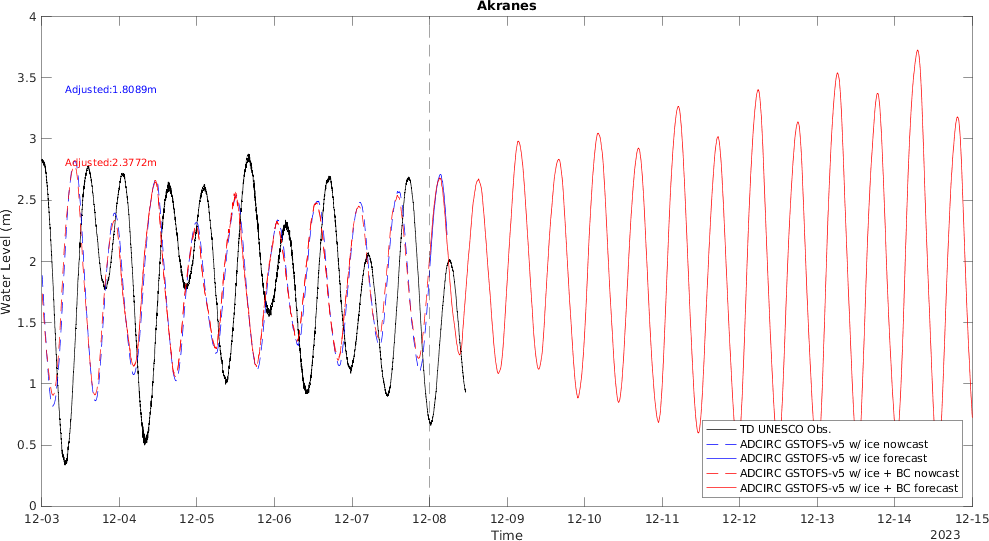 Akranes
4
3.5
3
2.5
2
1.5
1
0.5
0
Water Level (m)
Adjusted:1.8089m
Adjusted:2.3772m
TD UNESCO Obs.
ADCIRC GSTOFS-v5 w/ ice nowcast
ADCIRC GSTOFS-v5 w/ ice forecast
ADCIRC GSTOFS-v5 w/ ice + BC nowcast
ADCIRC GSTOFS-v5 w/ ice + BC forecast
12-03 12-04 12-05 12-06 12-07 12-08 12-09 12-10 12-11 12-12 12-13 12-14 12-15
Time
2023